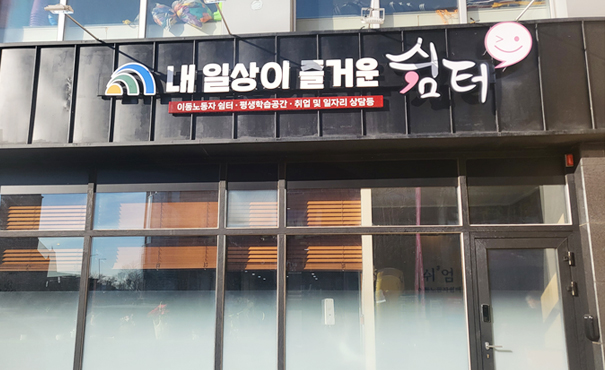 내 일상이 즐거운 쉼터
이동노동자 쉼터 · 평생학습공간 · 취업 및 일자리 상담등